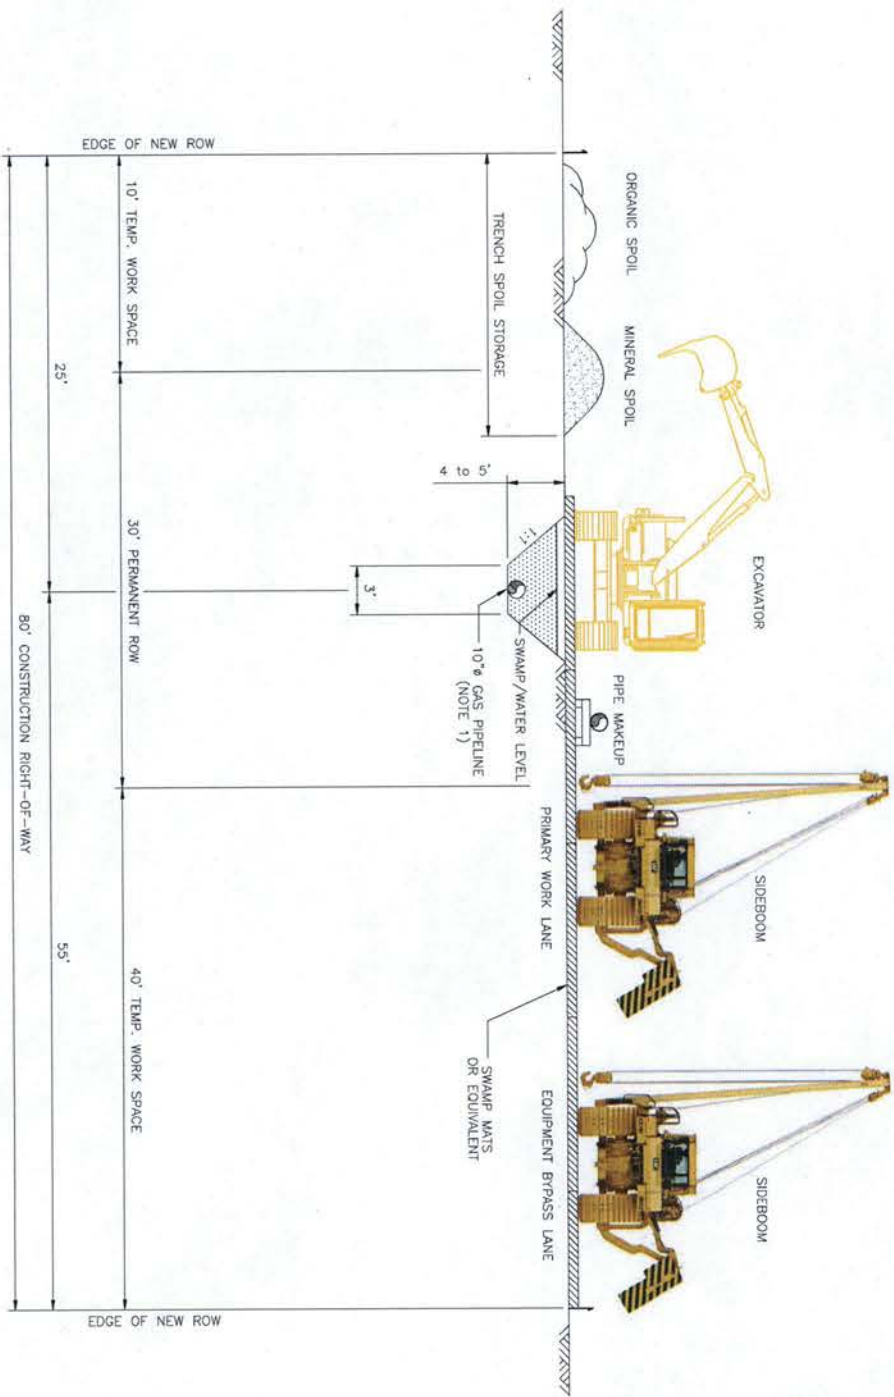 ORGANIC SPOIL
MINERAL SPOIL
EXCAVATOR
PIPE MAKEUP
SIDEBOOM
SIDEBOOM
PRIMARY WORK LANE
EQUIPMENT BYPASS LANE
TRENCH SPOIL STORAGE
4 to 5'
1:1
3'
SWAMP/WATER LEVEL
10"ø GAS PIPELINE
(NOTE 1)
SWAMP MATS
OR EQUIVALENT
EDGE OF NEW ROW
10' TEMP. WORK SPACE
30' PERMANENT ROW
40' TEMP. WORK SPACE
25'
55'
80' CONSTRUCTION RIGHT-OF-WAY
EDGE OF NEW ROW